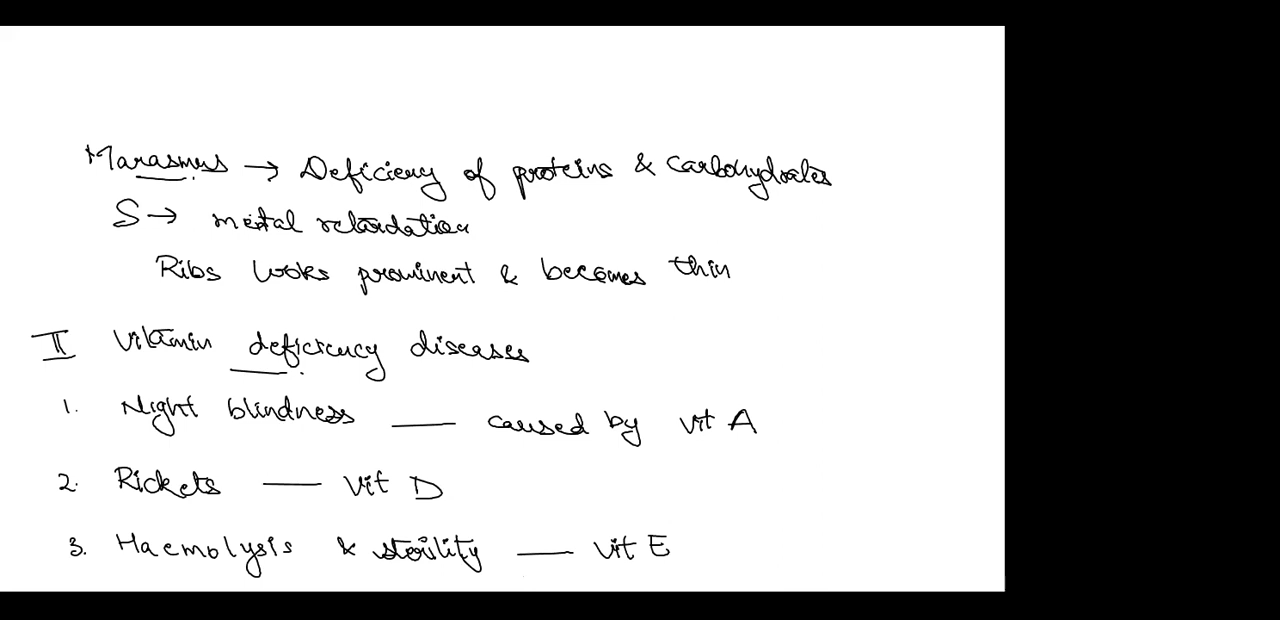 Marasmus → Deficieny of proteins & carbohydrates
S → mental retardation
Ribs looks prominent & becomes thin
II Vitamin deficiency diseases
1. Night blindness — caused by vit A
2. Rickets — Vit D
3. Haemolysis & sterility — vit E